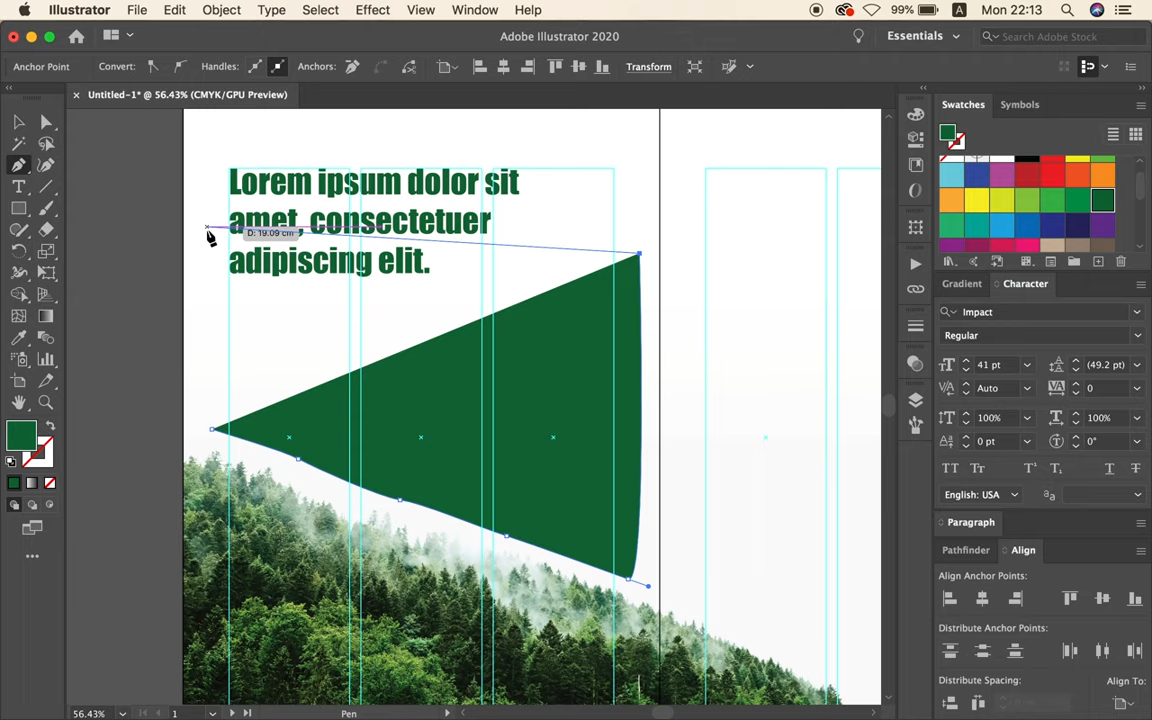 Illustrator File Edit Object Type Select Effect View Window Help 99% A Mon 22:13
Adobe Illustrator 2020 Essentials Search Adobe Stock
Anchor Point Convert: Handles: Anchors: Transform
Untitled-1* @ 56.43% (CMYK/GPU Preview)
Swatches Symbols
Lorem ipsum dolor sit
amet, consectetuer
D: 19.09 cm
adipiscing elit.
Gradient Character
Impact
Regular
41 pt (49.2 pt)
Auto 0
100% 100%
0 pt 0°
English: USA
Paragraph
Pathfinder Align
Align Anchor Points:
Distribute Anchor Points:
Distribute Spacing: Align To:
56.43% 1 Pen